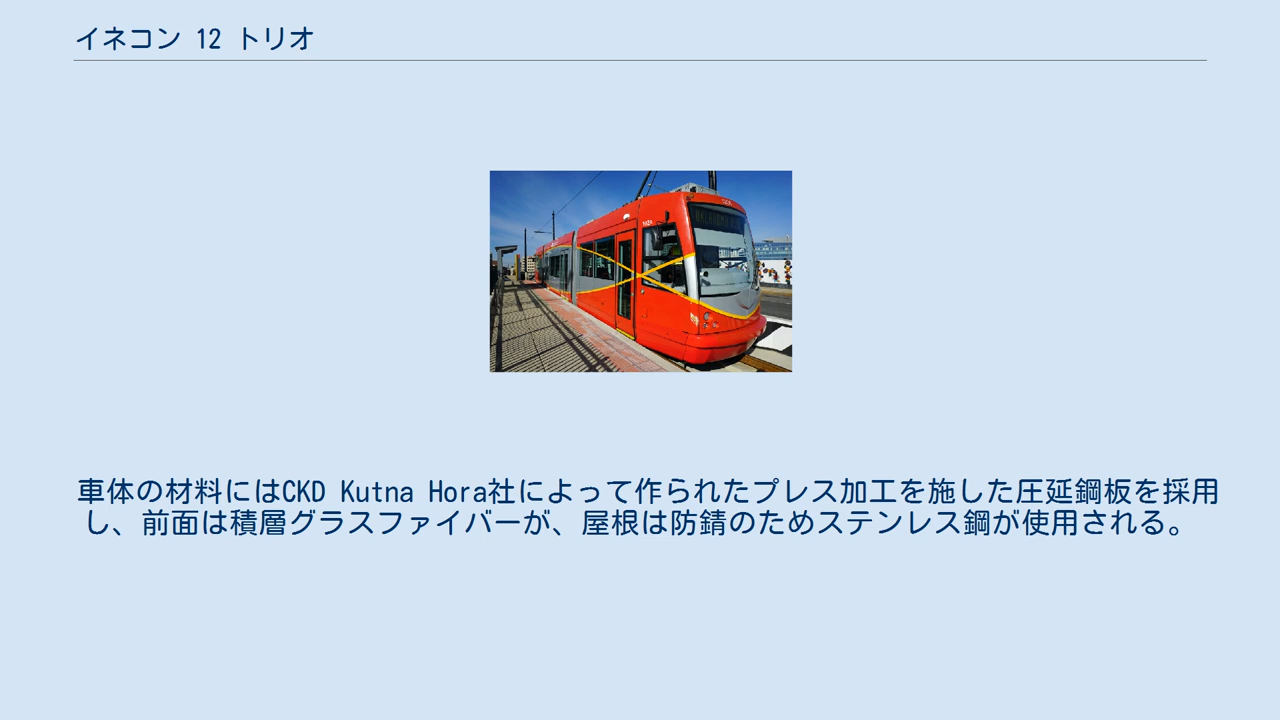 イネコン 12 トリオ
車体の材料にはCKD Kutna Hora社によって作られたプレス加工を施した圧延鋼板を採用
し、前面は積層グラスファイバーが、屋根は防錆のためステンレス鋼が使用される。